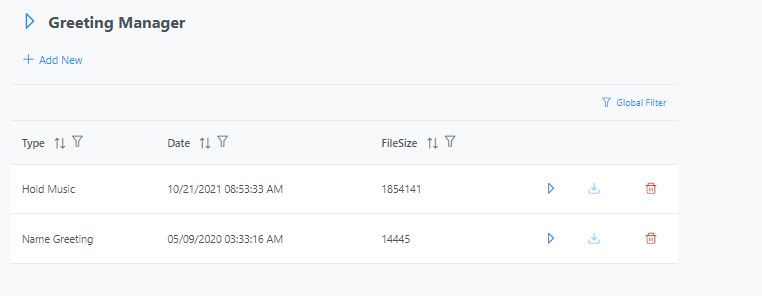 Greeting Manager
Add New
Global Filter
Type Date FileSize
Hold Music 10/21/2021 08:53:33 AM 1854141
Name Greeting 05/09/2020 03:33:16 AM 14445